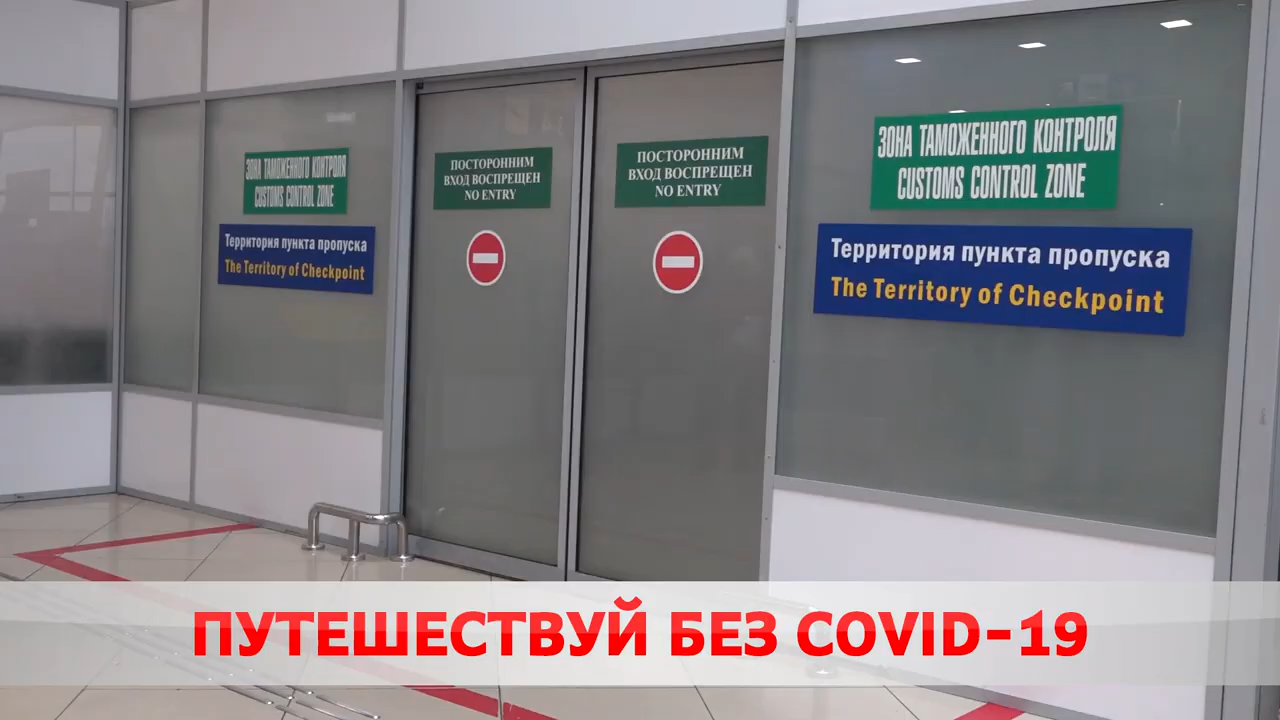 ЗОНА ТАМОЖЕННОГО КОНТРОЛЯ
CUSTOMS CONTROL ZONE
Территория пункта пропуска
The Territory of Checkpoint
ПОСТОРОННИМ
ВХОД ВОСПРЕЩЕН
NO ENTRY
ПОСТОРОННИМ
ВХОД ВОСПРЕЩЕН
NO ENTRY
ЗОНА ТАМОЖЕННОГО КОНТРОЛЯ
CUSTOMS CONTROL ZONE
Территория пункта пропуска
The Territory of Checkpoint
ПУТЕШЕСТВУЙ БЕЗ COVID-19